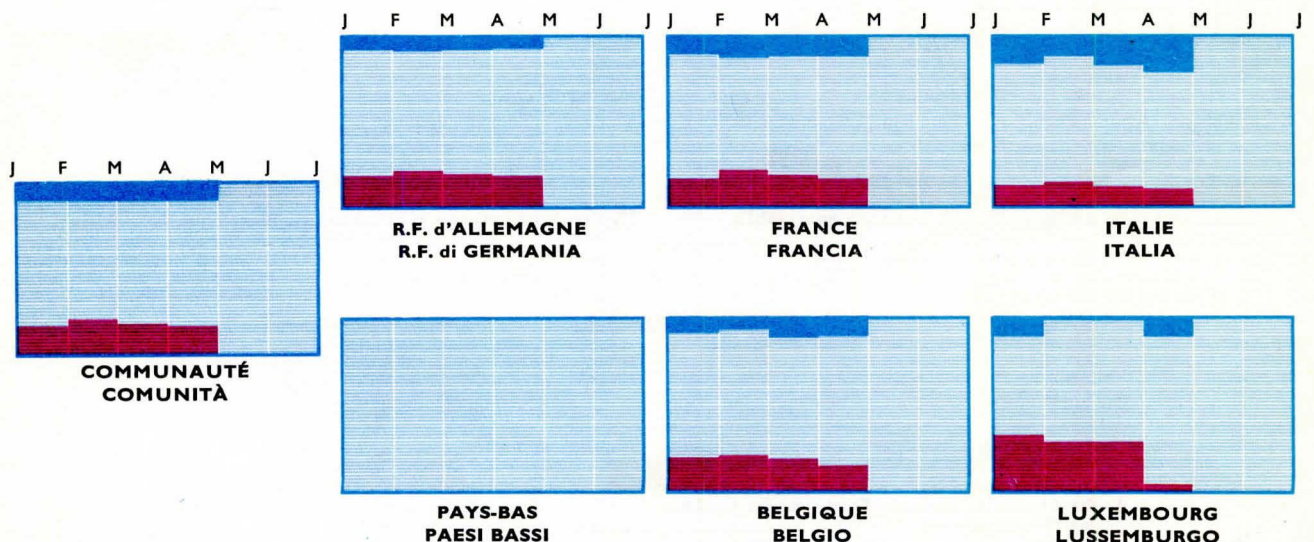 J F M A M J J
J F M A M J J
J F M A M J J
J F M A M J J
R.F. d'ALLEMAGNE
R.F. di GERMANIA
FRANCE
FRANCIA
ITALIE
ITALIA
COMMUNAUTÉ
COMUNITÀ
PAYS-BAS
PAESI BASSI
BELGIQUE
BELGIO
LUXEMBOURG
LUSSEMBURGO